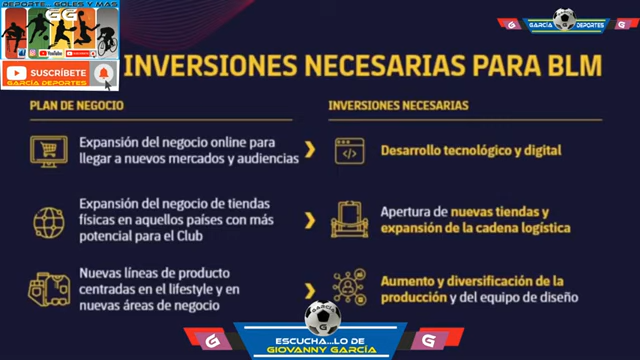 DEPORTE... GOLES Y MAS
GG
YouTube
SUSCRÍBETE
GARCÍA DEPORTES
GARCÍA
DEPORTES
G
G
INVERSIONES NECESARIAS PARA BLM
PLAN DE NEGOCIO
INVERSIONES NECESARIAS
Expansión del negocio online para
llegar a nuevos mercados y audiencias
Desarrollo tecnológico y digital
Expansión del negocio de tiendas
físicas en aquellos países con más
potencial para el Club
Apertura de nuevas tiendas y
expansión de la cadena logística
Nuevas líneas de producto
centradas en el lifestyle y en
nuevas áreas de negocio
Aumento y diversificación de la
producción y del equipo de diseño
GARCÍA
G
G
G
ESCUCHA...LO DE
GIOVANNY GARCÍA